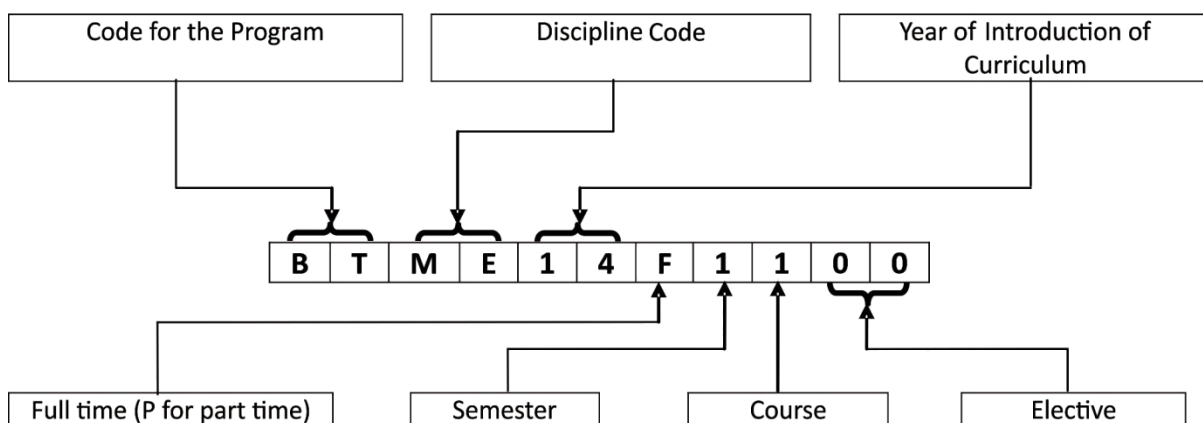 Code for the Program
Discipline Code
Year of Introduction of
Curriculum
B T M E 1 4 F 1 1 0 0
Full time (P for part time)
Semester
Course
Elective